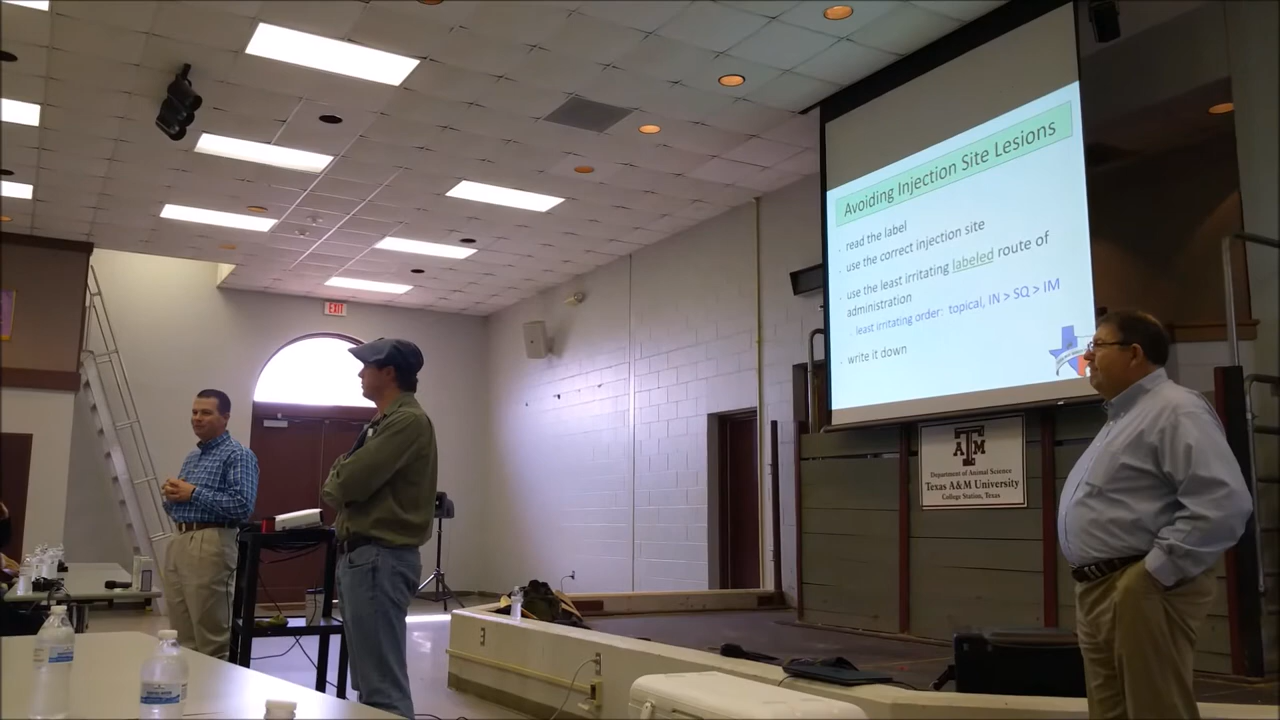 EXIT
Avoiding Injection Site Lesions
read the label
use the correct injection site
use the least irritating labeled route of
administration
least irritating order: topical, IN > SQ > IM
write it down
ATM
Department of Animal Science
Texas A&M University
College Station, Texas